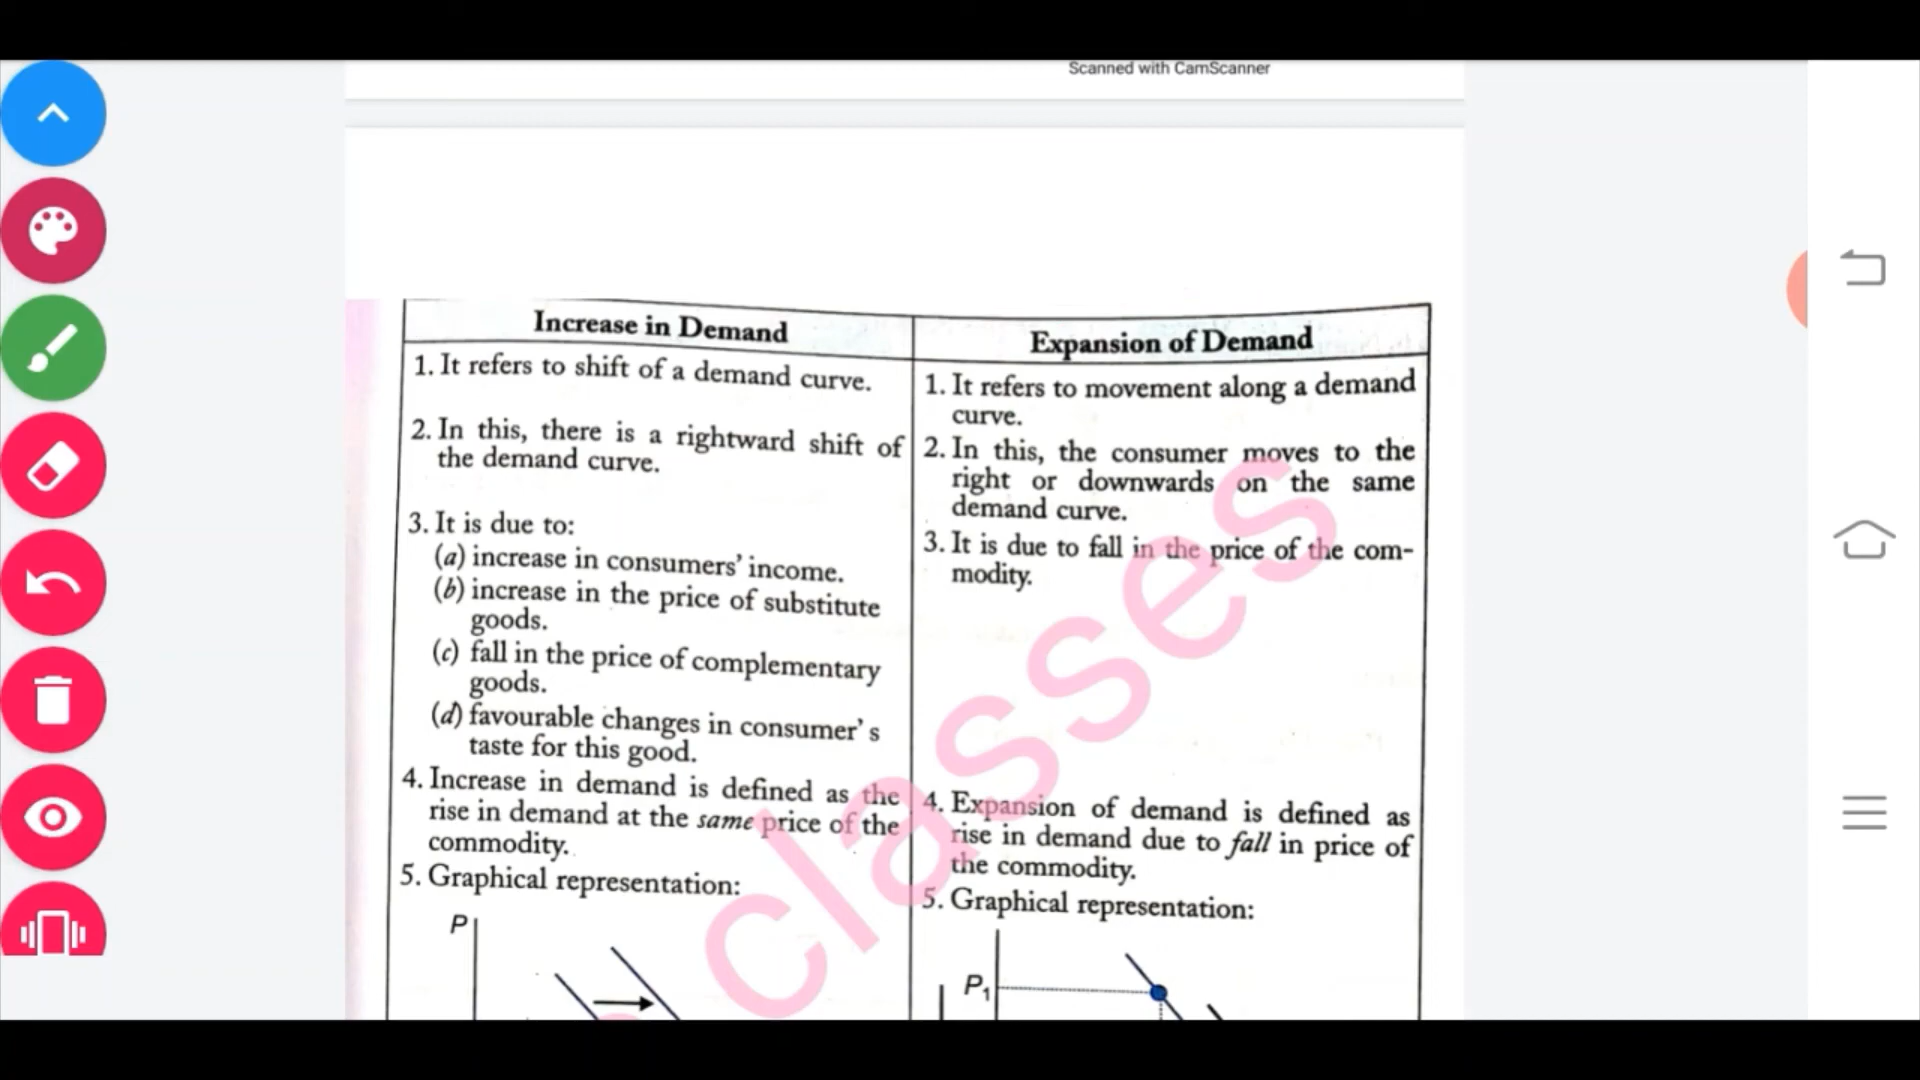 Scanned with CamScanner
Increase in Demand
1. It refers to shift of a demand curve.
2. In this, there is a rightward shift of
the demand curve.
3. It is due to:
(a) increase in consumers' income.
(b) increase in the price of substitute
goods.
(c) fall in the price of complementary
goods.
(d) favourable changes in consumer's
taste for this good.
4. Increase in demand is defined as the
rise in demand at the same price of the
commodity.
5. Graphical representation:
P
Expansion of Demand
1. It refers to movement along a demand
curve.
2. In this, the consumer moves to the
right or downwards on the same
demand curve.
3. It is due to fall in the price of the com-
modity.
4. Expansion of demand is defined as
rise in demand due to fall in price of
the commodity.
5. Graphical representation:
P1
classes